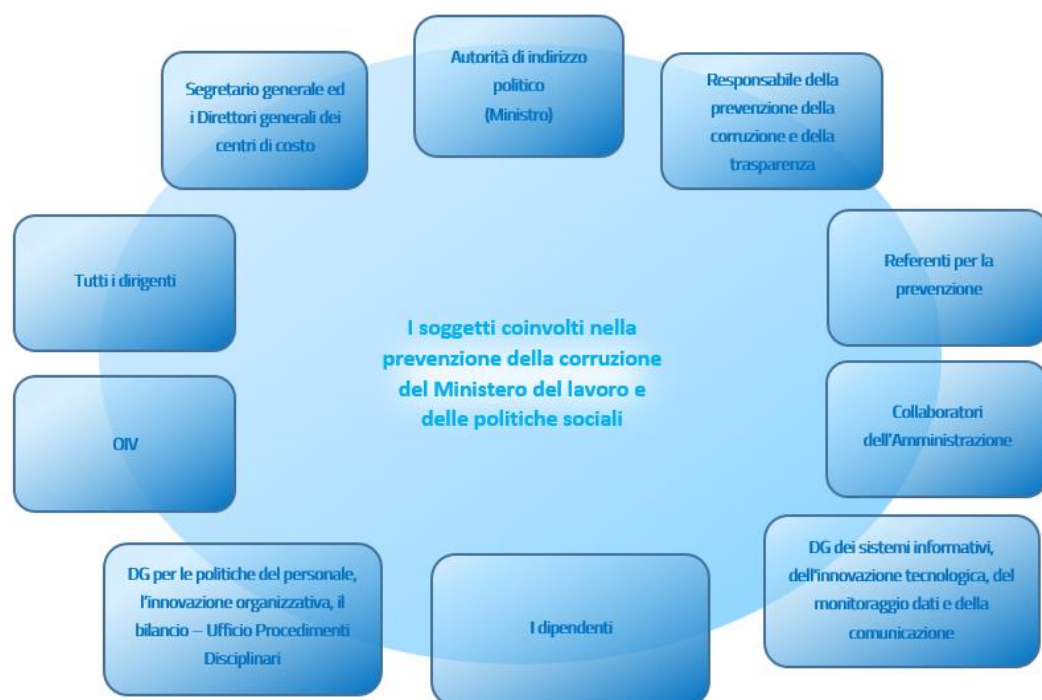 Autorità di indirizzo
politico
(Ministro)
Responsabile della
prevenzione della
corruzione e della
trasparenza
Referenti per la
prevenzione
Collaboratori
dell'Amministrazione
DG dei sistemi informativi,
dell'innovazione tecnologica, del
monitoraggio dati e della
comunicazione
I dipendenti
DG per le politiche del personale,
l'innovazione organizzativa, il
bilancio – Ufficio Procedimenti
Disciplinari
OIV
Tutti i dirigenti
Segretario generale ed
i Direttori generali dei
centri di costo
I soggetti coinvolti nella
prevenzione della corruzione
del Ministero del lavoro e
delle politiche sociali